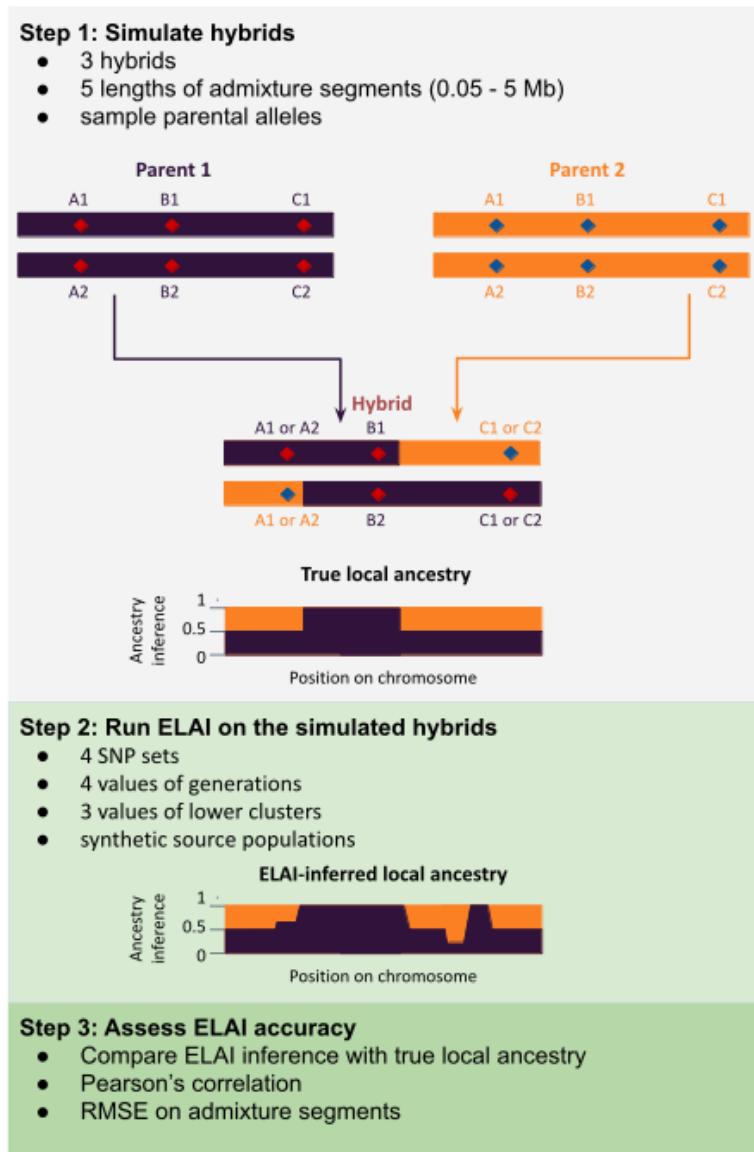 Step 1: Simulate hybrids
● 3 hybrids
● 5 lengths of admixture segments (0.05 - 5 Mb)
● sample parental alleles
Parent 1 Parent 2
A1 B1 C1 A1 B1 C1
A2 B2 C2 A2 B2 C2
Hybrid
A1 or A2 B1 C1 or C2
A1 or A2 B2 C1 or C2
True local ancestry
Ancestry inference
1
0.5
0
Position on chromosome
Step 2: Run ELAI on the simulated hybrids
● 4 SNP sets
● 4 values of generations
● 3 values of lower clusters
● synthetic source populations
ELAI-inferred local ancestry
Ancestry inference
1
0.5
0
Position on chromosome
Step 3: Assess ELAI accuracy
● Compare ELAI inference with true local ancestry
● Pearson's correlation
● RMSE on admixture segments